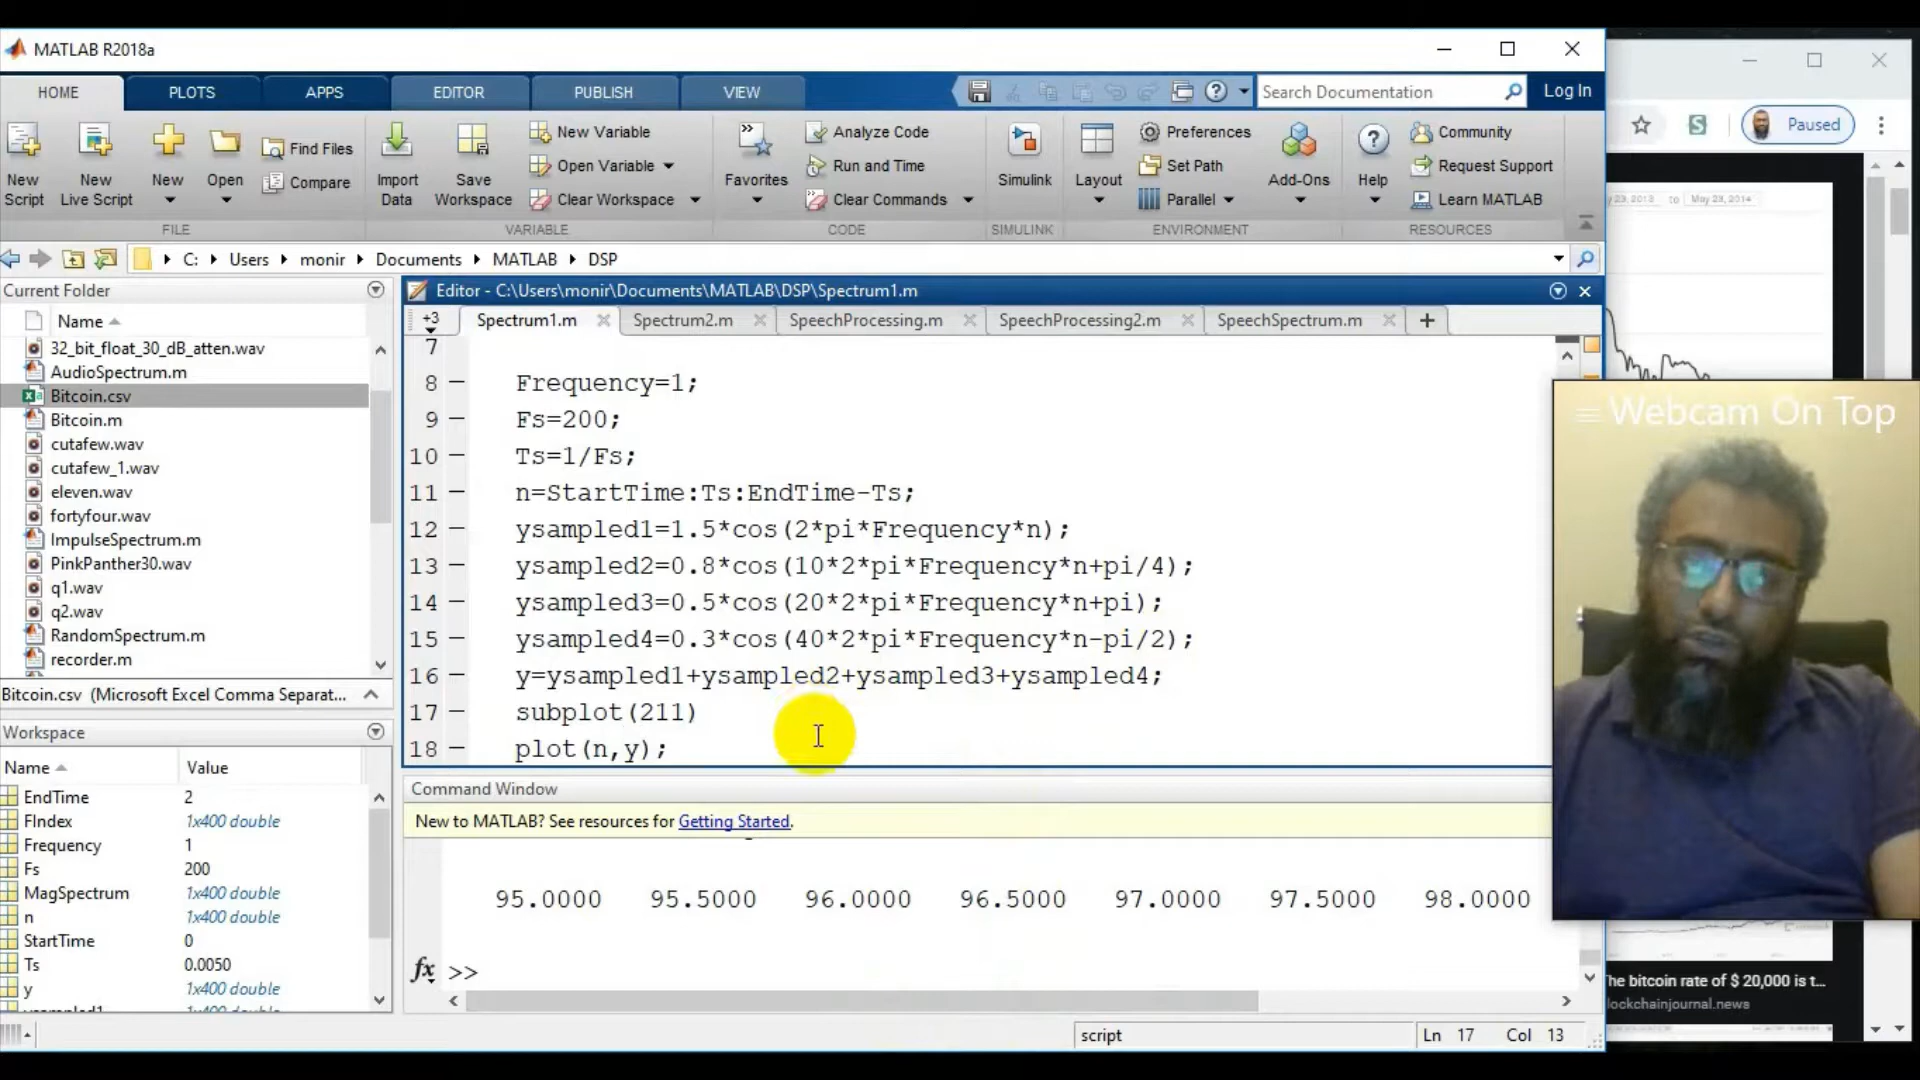 MATLAB R2018a
HOME
PLOTS
APPS
EDITOR
PUBLISH
VIEW
Search Documentation
Log In
New Script
New Live Script
New
Open
Find Files
Compare
FILE
Import Data
Save Workspace
New Variable
Open Variable
Clear Workspace
VARIABLE
Favorites
Analyze Code
Run and Time
Clear Commands
CODE
Simulink
SIMULINK
Layout
Preferences
Set Path
Parallel
ENVIRONMENT
Add-Ons
Help
Community
Request Support
Learn MATLAB
RESOURCES
C: Users monir Documents MATLAB DSP
Current Folder
Name
32_bit_float_30_dB_atten.wav
AudioSpectrum.m
Bitcoin.csv
Bitcoin.m
cutafew.wav
cutafew_1.wav
eleven.wav
fortyfour.wav
ImpulseSpectrum.m
PinkPanther30.wav
q1.wav
q2.wav
RandomSpectrum.m
recorder.m
Bitcoin.csv (Microsoft Excel Comma Separat...
Workspace
Name Value
EndTime 2
FIndex 1x400 double
Frequency 1
Fs 200
MagSpectrum 1x400 double
n 1x400 double
StartTime 0
Ts 0.0050
y 1x400 double
Editor - C:\Users\monir\Documents\MATLAB\DSP\Spectrum1.m
+3
Spectrum1.m
Spectrum2.m
SpeechProcessing.m
SpeechProcessing2.m
SpeechSpectrum.m
7
8 – Frequency=1;
9 – Fs=200;
10 – Ts=1/Fs;
11 – n=StartTime:Ts:EndTime-Ts;
12 – ysampled1=1.5*cos(2*pi*Frequency*n);
13 – ysampled2=0.8*cos(10*2*pi*Frequency*n+pi/4);
14 – ysampled3=0.5*cos(20*2*pi*Frequency*n+pi);
15 – ysampled4=0.3*cos(40*2*pi*Frequency*n-pi/2);
16 – y=ysampled1+ysampled2+ysampled3+ysampled4;
17 – subplot(211)
18 – plot(n,y);
Command Window
New to MATLAB? See resources for Getting Started.
95.0000 95.5000 96.0000 96.5000 97.0000 97.5000 98.0000
fx >>
script
Ln 17 Col 13
Paused
to May 23, 2014
Webcam On Top
he bitcoin rate of $ 20,000 is t...
lockchainjournal.news